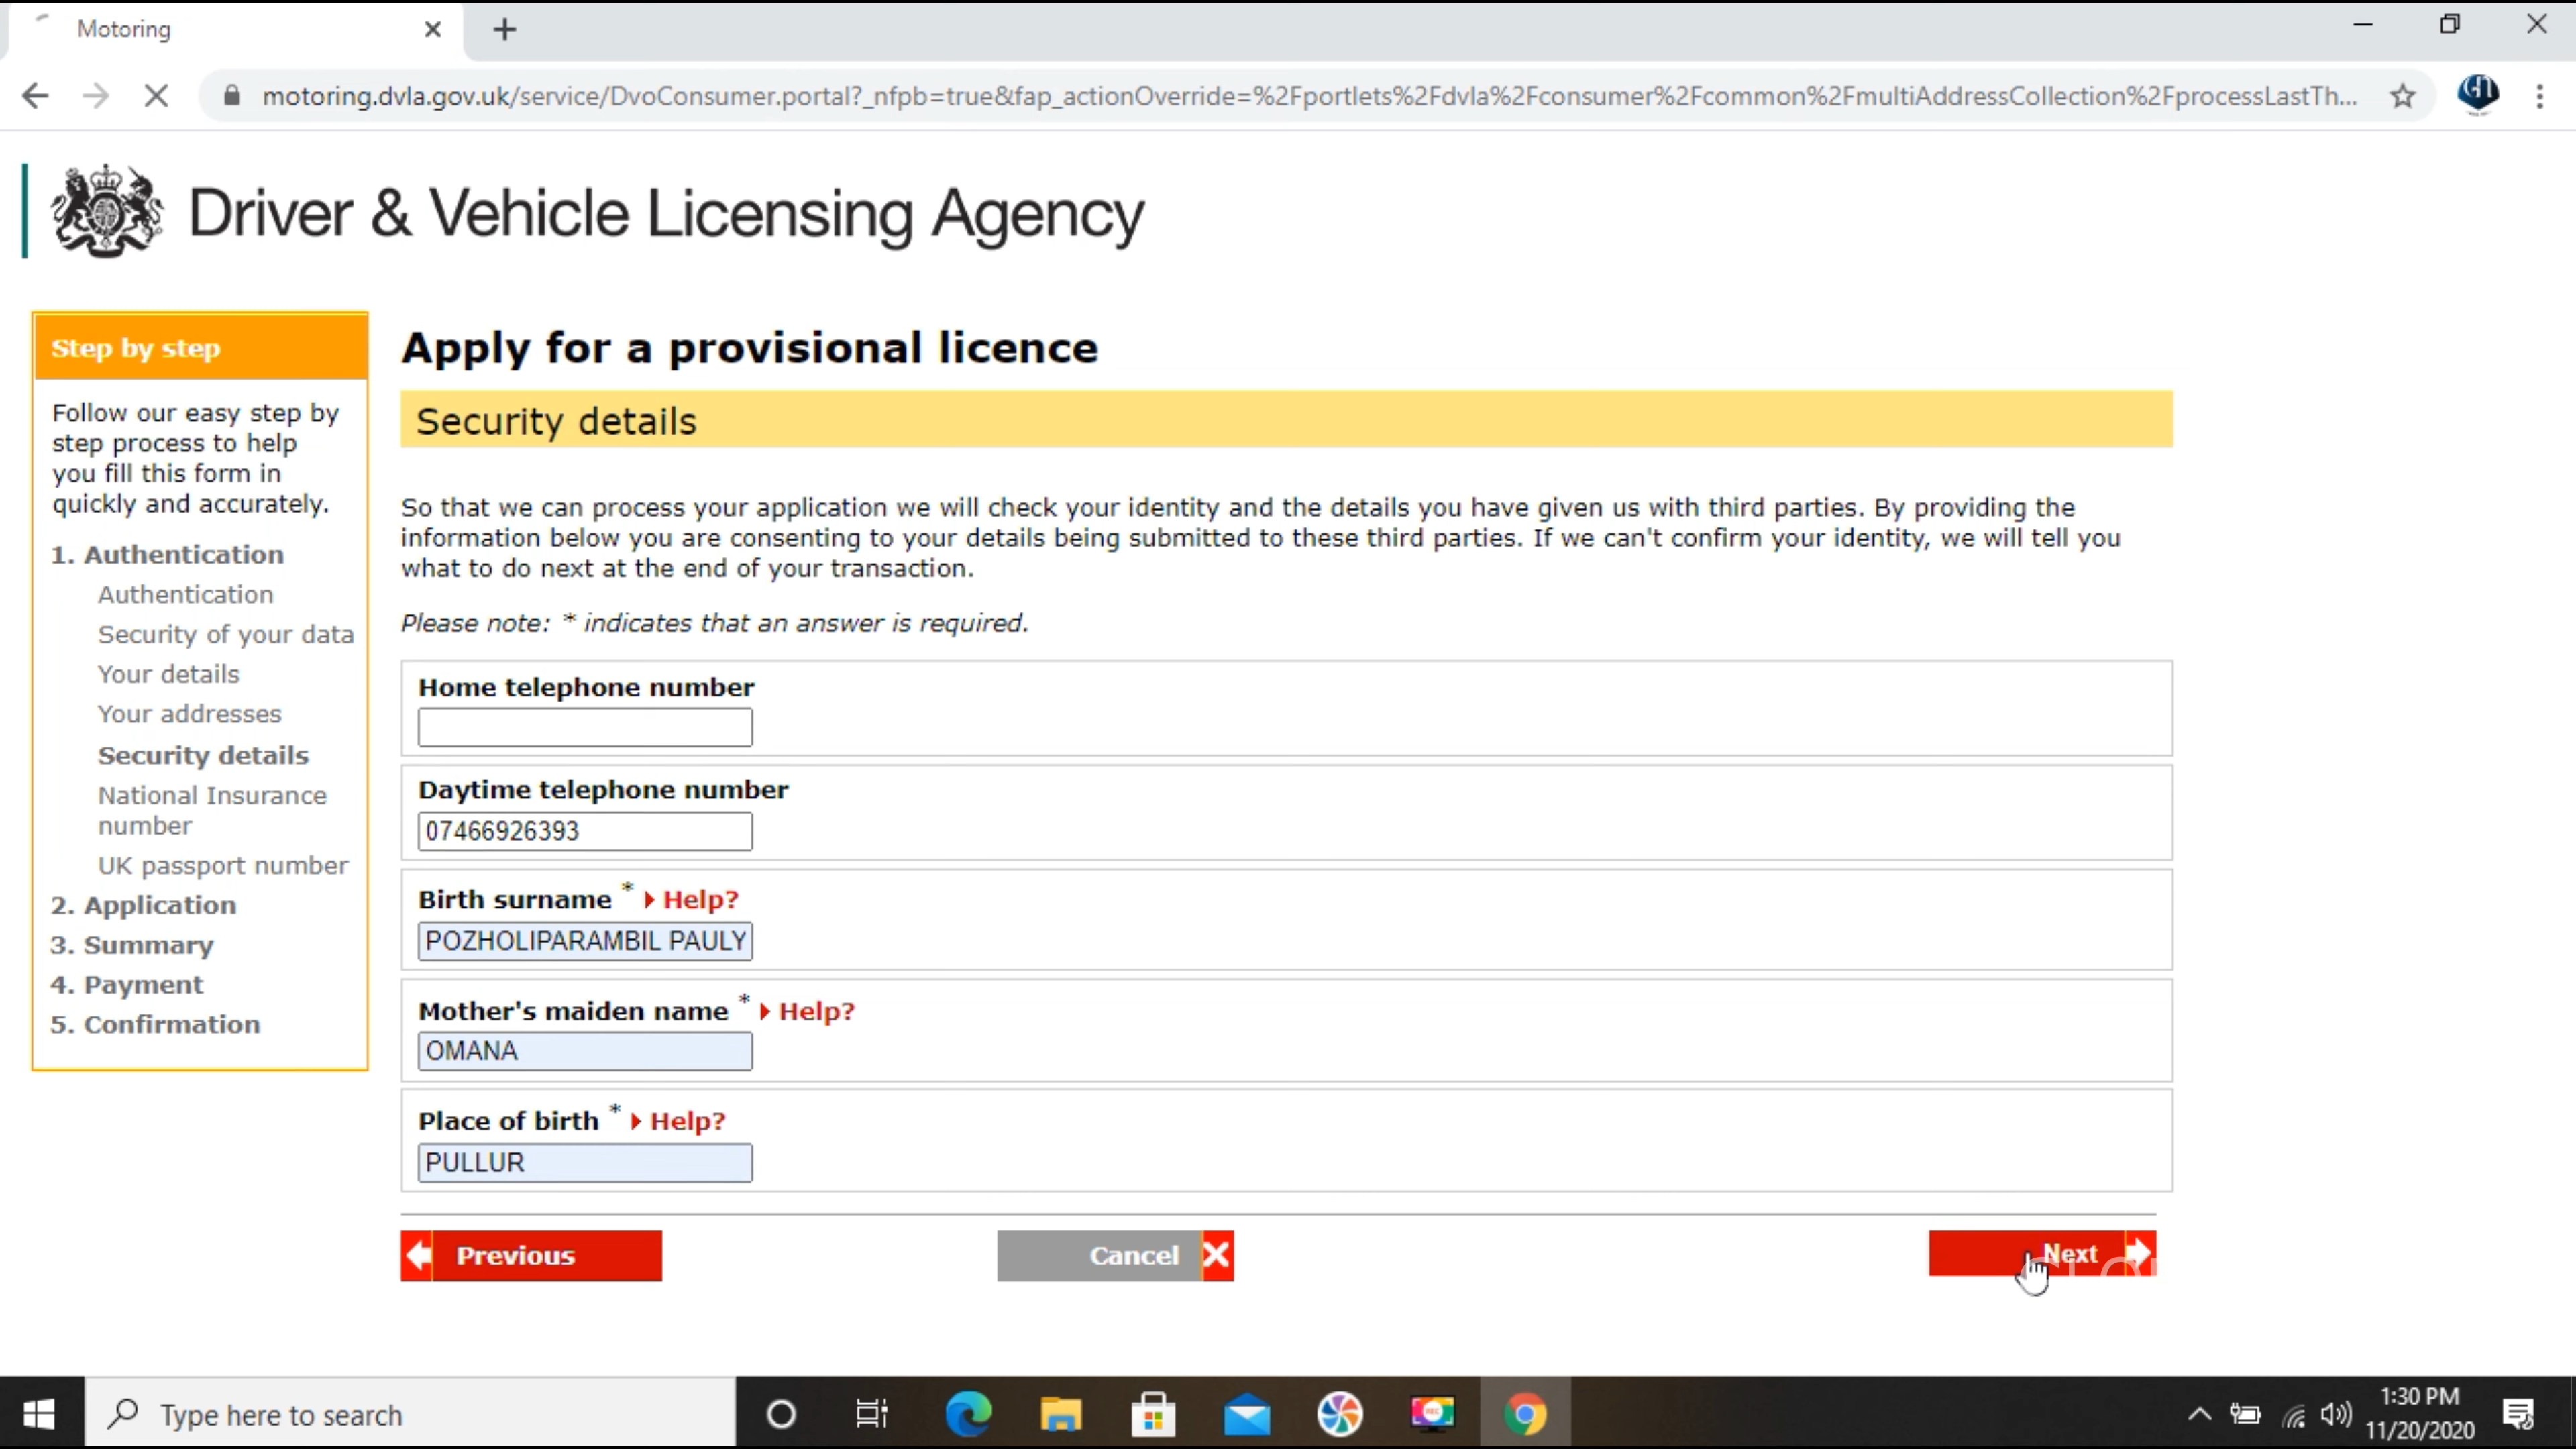 Motoring
motoring.dvla.gov.uk/service/DvoConsumer.portal?_nfpb=true&fap_actionOverride=%2Fportlets%2Fdvla%2Fconsumer%2Fcommon%2FmultiAddressCollection%2FprocessLastTh...
Driver & Vehicle Licensing Agency
Step by step
Follow our easy step by
step process to help
you fill this form in
quickly and accurately.
1. Authentication
Authentication
Security of your data
Your details
Your addresses
Security details
National Insurance
number
UK passport number
2. Application
3. Summary
4. Payment
5. Confirmation
Apply for a provisional licence
Security details
So that we can process your application we will check your identity and the details you have given us with third parties. By providing the
information below you are consenting to your details being submitted to these third parties. If we can't confirm your identity, we will tell you
what to do next at the end of your transaction.
Please note: * indicates that an answer is required.
Home telephone number
Daytime telephone number
07466926393
Birth surname * Help?
POZHOLIPARAMBIL PAULY
Mother's maiden name * Help?
OMANA
Place of birth * Help?
PULLUR
Previous
Cancel
Next
Type here to search
REC
1:30 PM
11/20/2020